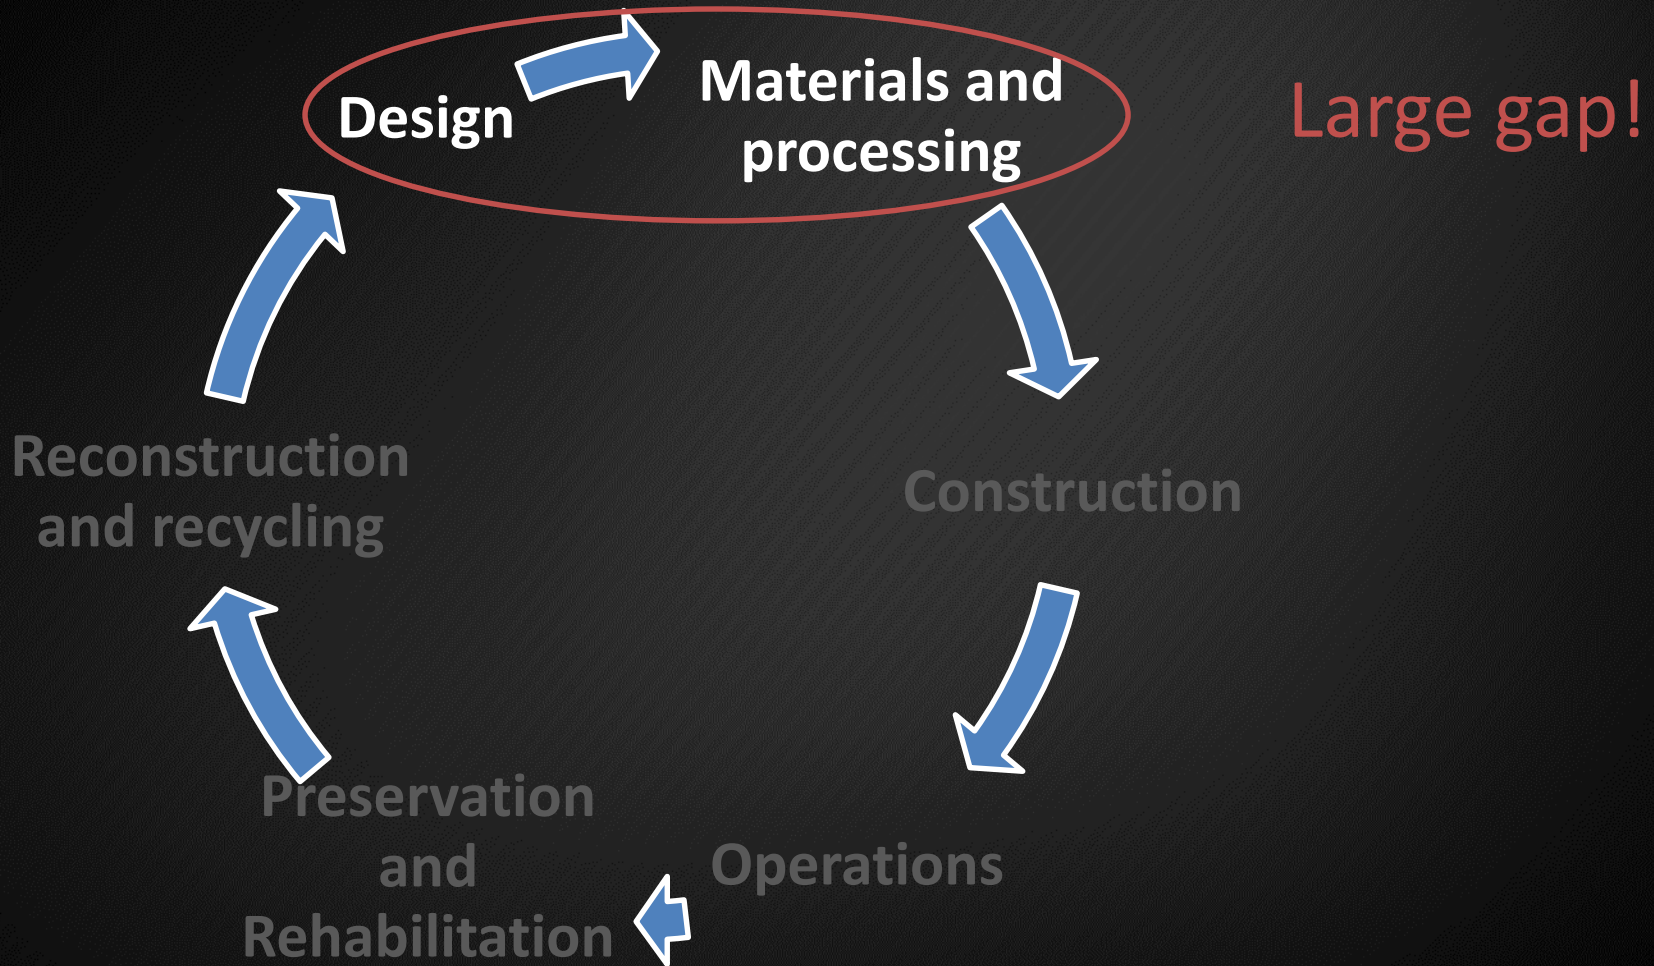 Design
Materials and
processing
Large gap!
Reconstruction
and recycling
Construction
Preservation
and
Rehabilitation
Operations